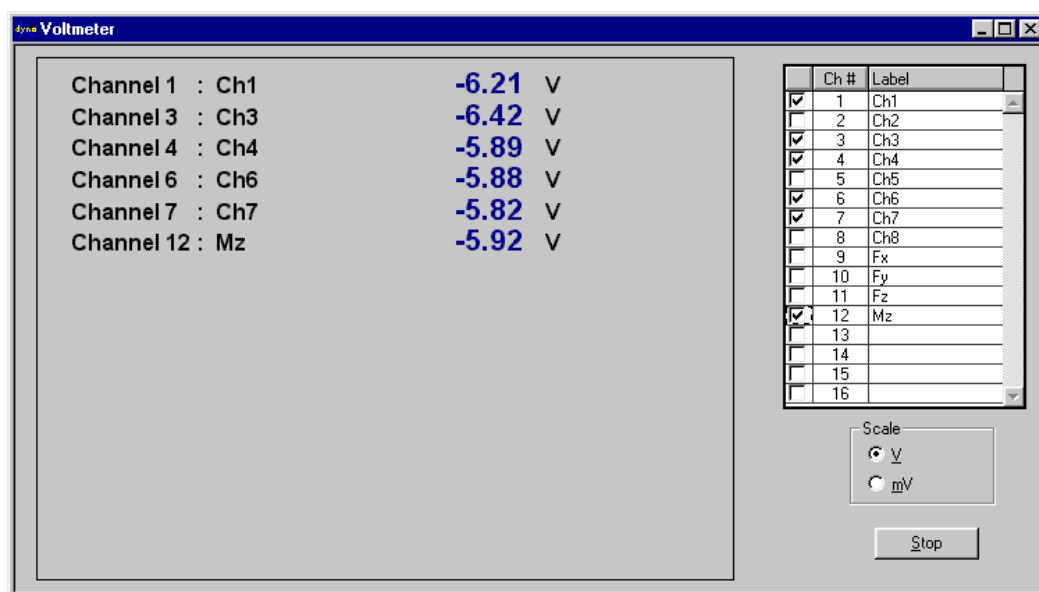 dyno Voltmeter
Channel 1 : Ch1 -6.21 V
Channel 3 : Ch3 -6.42 V
Channel 4 : Ch4 -5.89 V
Channel 6 : Ch6 -5.88 V
Channel 7 : Ch7 -5.82 V
Channel 12 : Mz -5.92 V
Ch # Label
1 Ch1
2 Ch2
3 Ch3
4 Ch4
5 Ch5
6 Ch6
7 Ch7
8 Ch8
9 Fx
10 Fy
11 Fz
12 Mz
13
14
15
16
Scale
V
mV
Stop